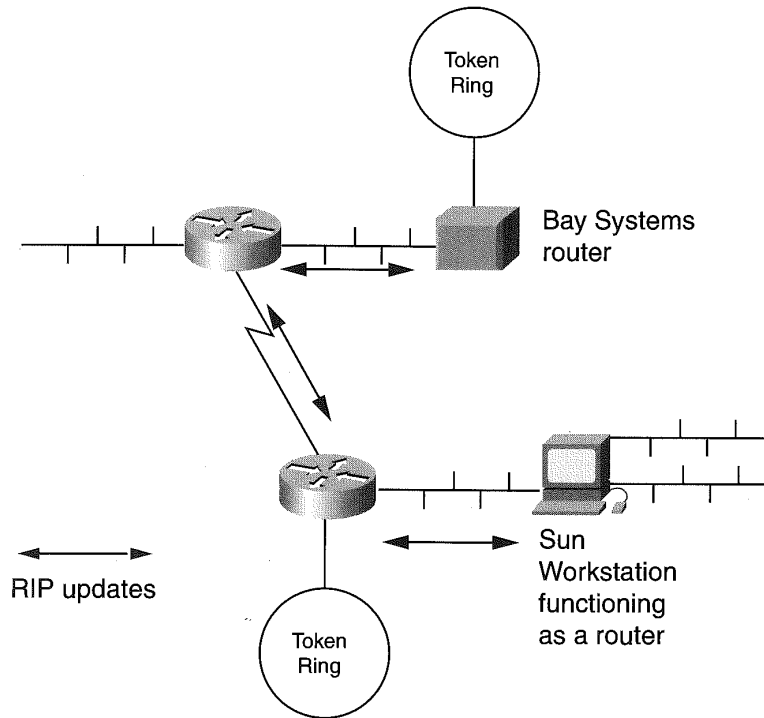 Token
Ring
Bay Systems
router
RIP updates
Sun
Workstation
functioning
as a router
Token
Ring